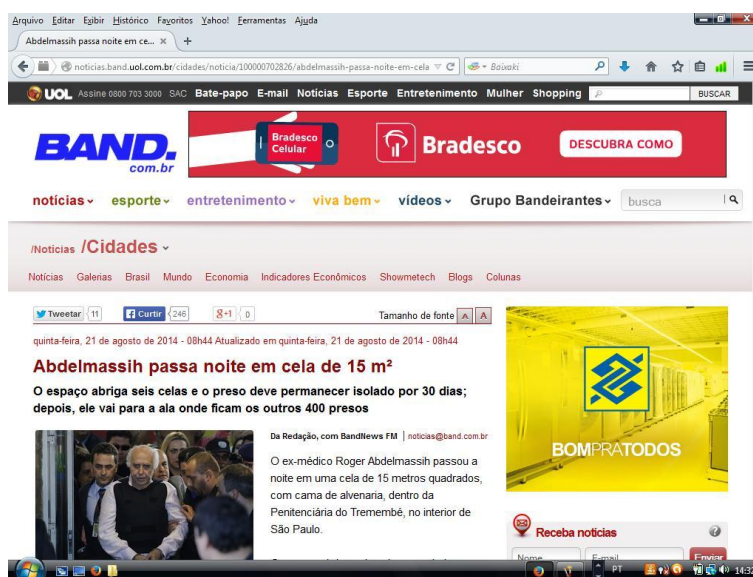 Arquivo Editar Exibir Histórico Favoritos Yahoo! Ferramentas Ajuda
Abdelmassih passa noite em ce...
noticias.band.uol.com.br/cidades/noticia/100000702826/abdelmassih-passa-noite-em-cela
Baixaki
UOL Assine 0800 703 3000 SAC Bate-papo E-mail Notícias Esporte Entretenimento Mulher Shopping BUSCAR
BAND.
com.br
Bradesco
Celular
Bradesco
DESCUBRA COMO
notícias esporte entretenimento viva bem vídeos Grupo Bandeirantes busca
/Noticias /Cidades
Notícias Galerias Brasil Mundo Economia Indicadores Econômicos Showmetech Blogs Colunas
Tweetar 11 Curtir 246 g+1 0 Tamanho de fonte A A
quinta-feira, 21 de agosto de 2014 - 08h44 Atualizado em quinta-feira, 21 de agosto de 2014 - 08h44
Abdelmassih passa noite em cela de 15 m²
O espaço abriga seis celas e o preso deve permanecer isolado por 30 dias;
depois, ele vai para a ala onde ficam os outros 400 presos
Da Redação, com BandNews FM | noticias@band.com.br
O ex-médico Roger Abdelmassih passou a
noite em uma cela de 15 metros quadrados,
com cama de alvenaria, dentro da
Penitenciária do Tremembé, no interior de
São Paulo.
BOMPRATODOS
Receba notícias
Nome E-mail Enviar
PT 14:32